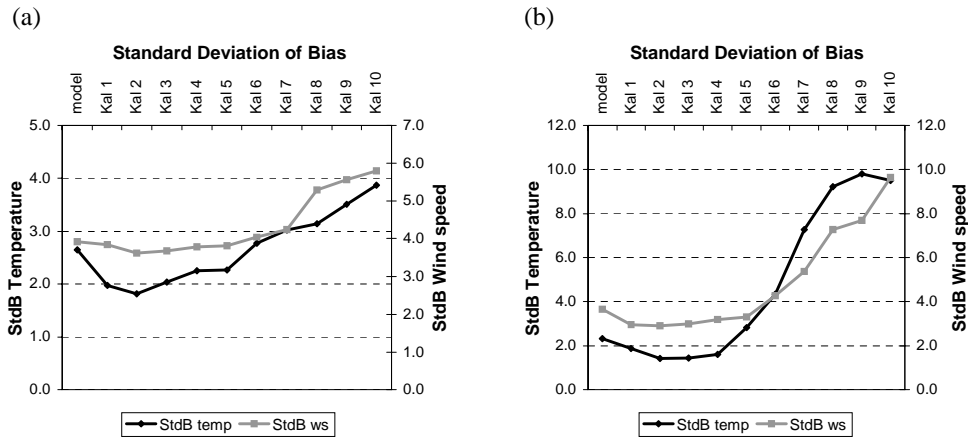 (a)
Standard Deviation of Bias
model Kal 1 Kal 2 Kal 3 Kal 4 Kal 5 Kal 6 Kal 7 Kal 8 Kal 9 Kal 10
StdB Temperature
5.0
4.0
3.0
2.0
1.0
0.0
7.0
6.0
5.0
4.0
3.0
2.0
1.0
0.0
StdB Wind speed
StdB temp StdB ws
(b)
Standard Deviation of Bias
model Kal 1 Kal 2 Kal 3 Kal 4 Kal 5 Kal 6 Kal 7 Kal 8 Kal 9 Kal 10
StdB Temperature
12.0
10.0
8.0
6.0
4.0
2.0
0.0
12.0
10.0
8.0
6.0
4.0
2.0
0.0
StdB Wind speed
StdB temp StdB ws